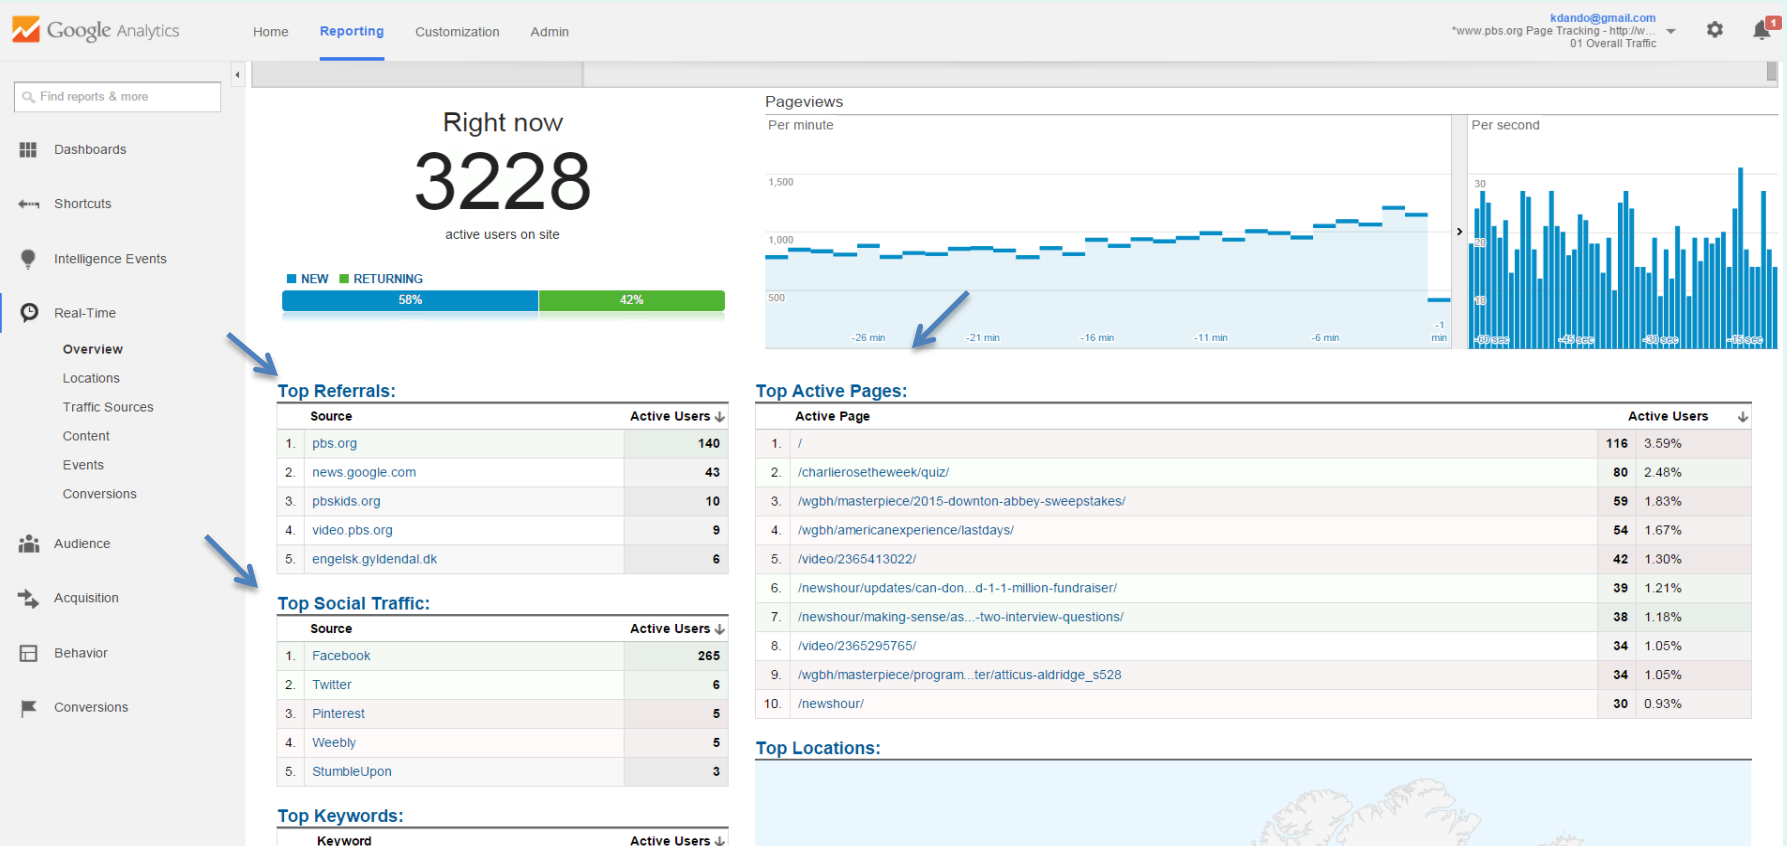 Google Analytics
Home
Reporting
Customization
Admin
kdando@gmail.com
*www.pbs.org Page Tracking - http://w...
01 Overall Traffic
1
Find reports & more
Dashboards
Shortcuts
Intelligence Events
Real-Time
Overview
Locations
Traffic Sources
Content
Events
Conversions
Audience
Acquisition
Behavior
Conversions
Right now
3228
active users on site
NEW RETURNING
58% 42%
Pageviews
Per minute
1,500
1,000
500
-26 min -21 min -16 min -11 min -6 min -1 min
Per second
30
20
10
-60 sec -45 sec -30 sec -15 sec
Top Referrals:
Source Active Users
1. pbs.org 140
2. news.google.com 43
3. pbskids.org 10
4. video.pbs.org 9
5. engelsk.gyldendal.dk 6
Top Social Traffic:
Source Active Users
1. Facebook 265
2. Twitter 6
3. Pinterest 5
4. Weebly 5
5. StumbleUpon 3
Top Keywords:
Keyword Active Users
Top Active Pages:
Active Page Active Users
1. / 116 3.59%
2. /charlierosetheweek/quiz/ 80 2.48%
3. /wgbh/masterpiece/2015-downton-abbey-sweepstakes/ 59 1.83%
4. /wgbh/americanexperience/lastdays/ 54 1.67%
5. /video/2365413022/ 42 1.30%
6. /newshour/updates/can-don...d-1-1-million-fundraiser/ 39 1.21%
7. /newshour/making-sense/as...-two-interview-questions/ 38 1.18%
8. /video/2365295765/ 34 1.05%
9. /wgbh/masterpiece/program...ter/atticus-aldridge_s528 34 1.05%
10. /newshour/ 30 0.93%
Top Locations: